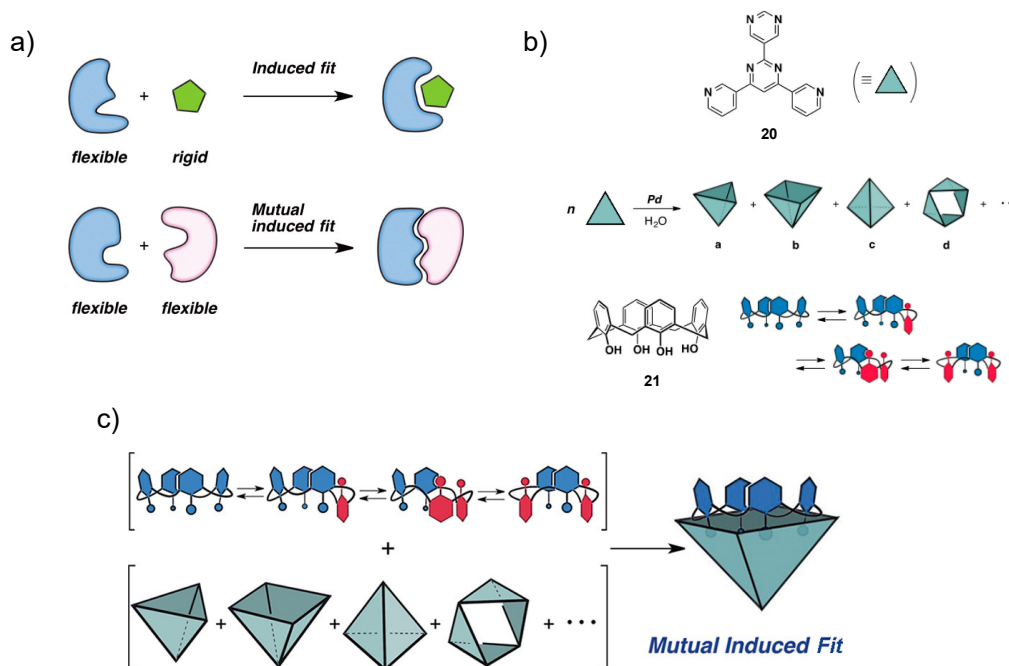 a)
Induced fit
+
flexible
rigid
Mutual
induced fit
+
flexible
flexible
b)
N
N
N
N
N
N
( ≡ )
20
n
Pd
H₂O
+ + + + ··
a b c d
OH
OH
OH
HO
21
c)
+
+ + + + ···
Mutual Induced Fit